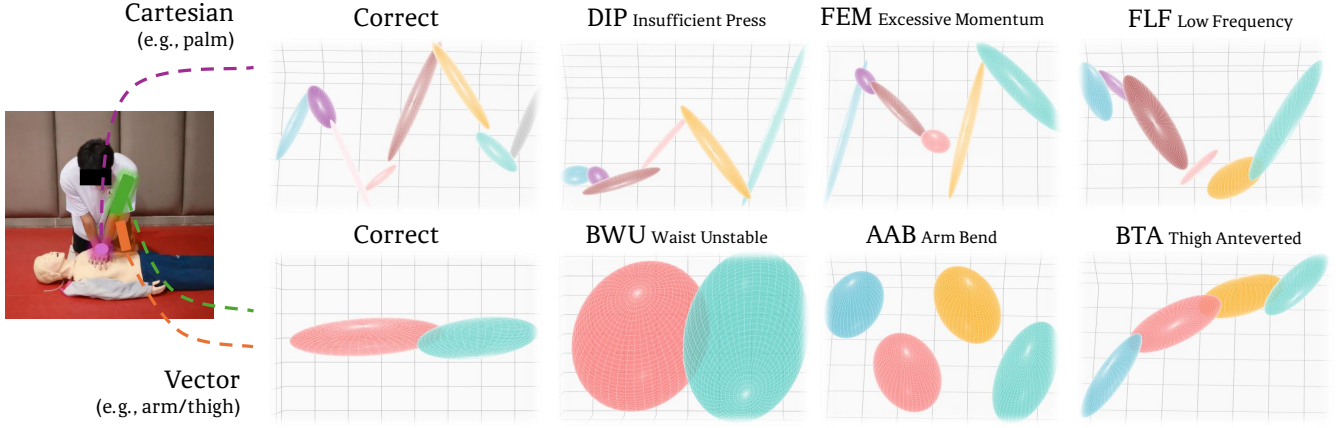 Cartesian
(e.g., palm)
Correct
DIP Insufficient Press
FEM Excessive Momentum
FLF Low Frequency
Correct
BWU Waist Unstable
AAB Arm Bend
BTA Thigh Anteverted
Vector
(e.g., arm/thigh)